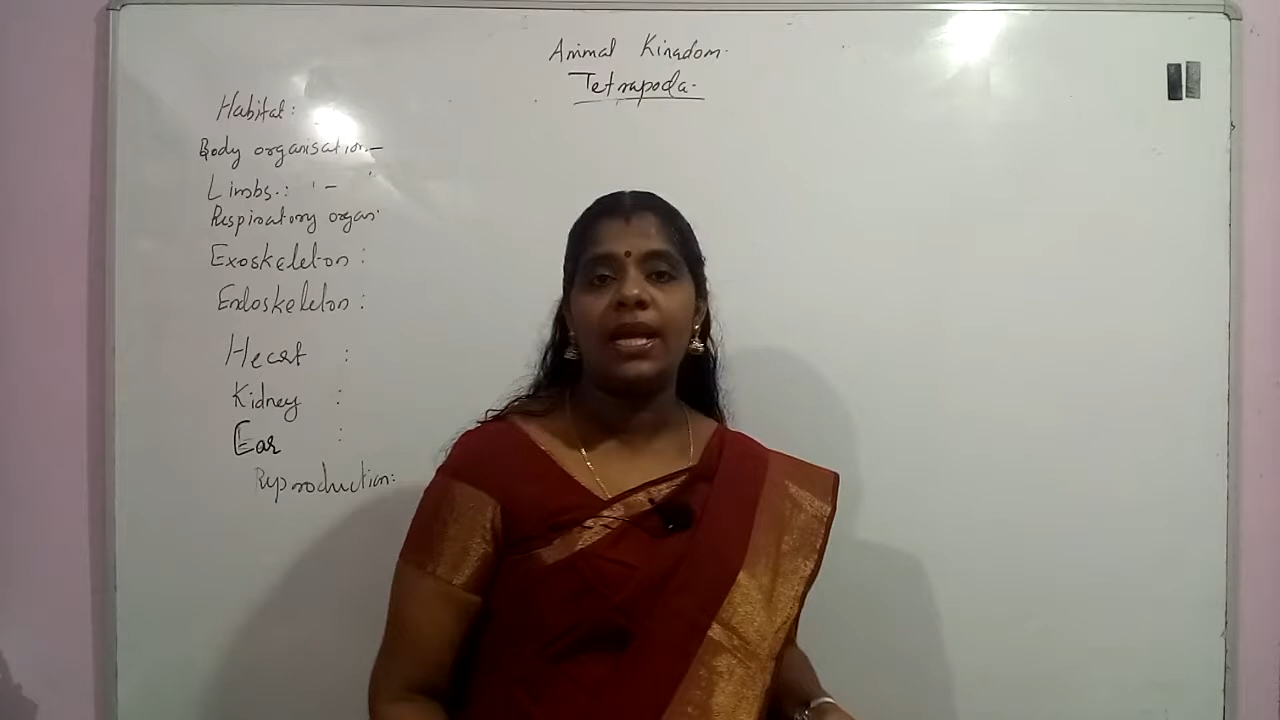 Animal Kingdom.
Tetrapoda.
Habitat:
Body organisation-
Limbs.: -
Respiratory organ:
Exoskeleton:
Endoskeleton:
Heart :
Kidney :
Ear :
Reproduction: